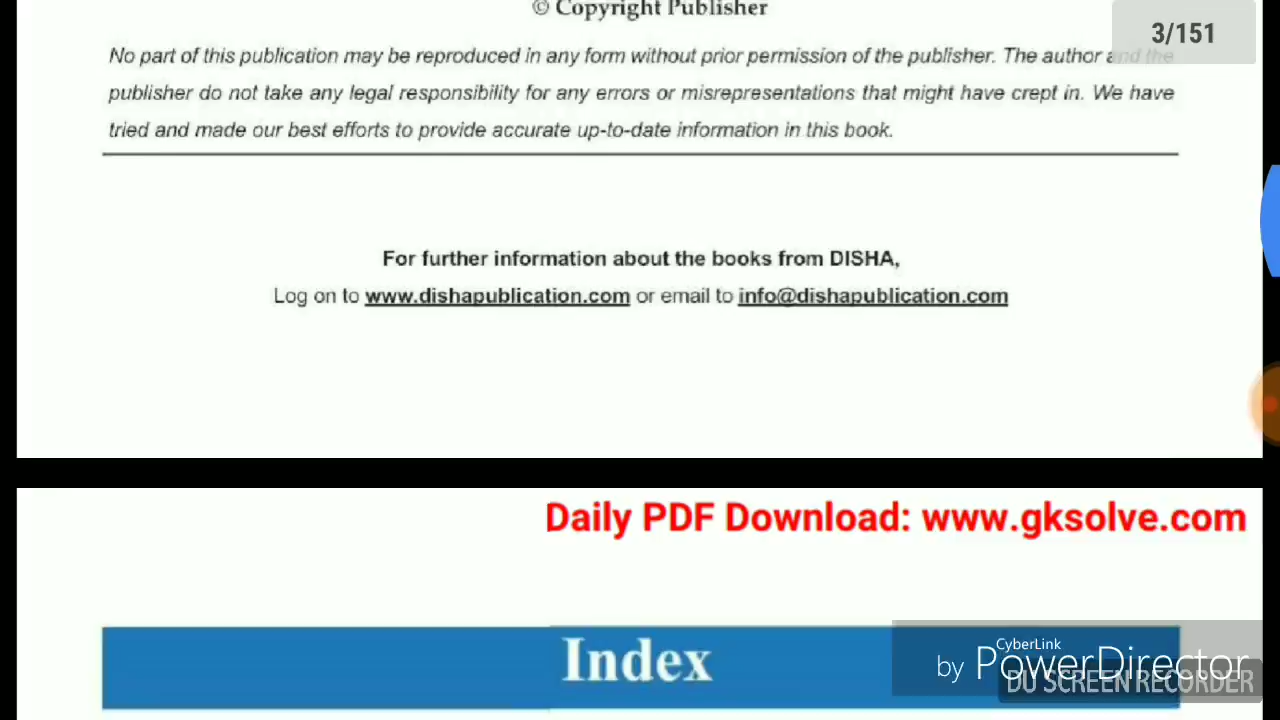 © Copyright Publisher
3/151
No part of this publication may be reproduced in any form without prior permission of the publisher. The author and the
publisher do not take any legal responsibility for any errors or misrepresentations that might have crept in. We have
tried and made our best efforts to provide accurate up-to-date information in this book.
For further information about the books from DISHA,
Log on to www.dishapublication.com or email to info@dishapublication.com
Daily PDF Download: www.gksolve.com
Index
CyberLink
by PowerDirector
DU SCREEN RECORDER